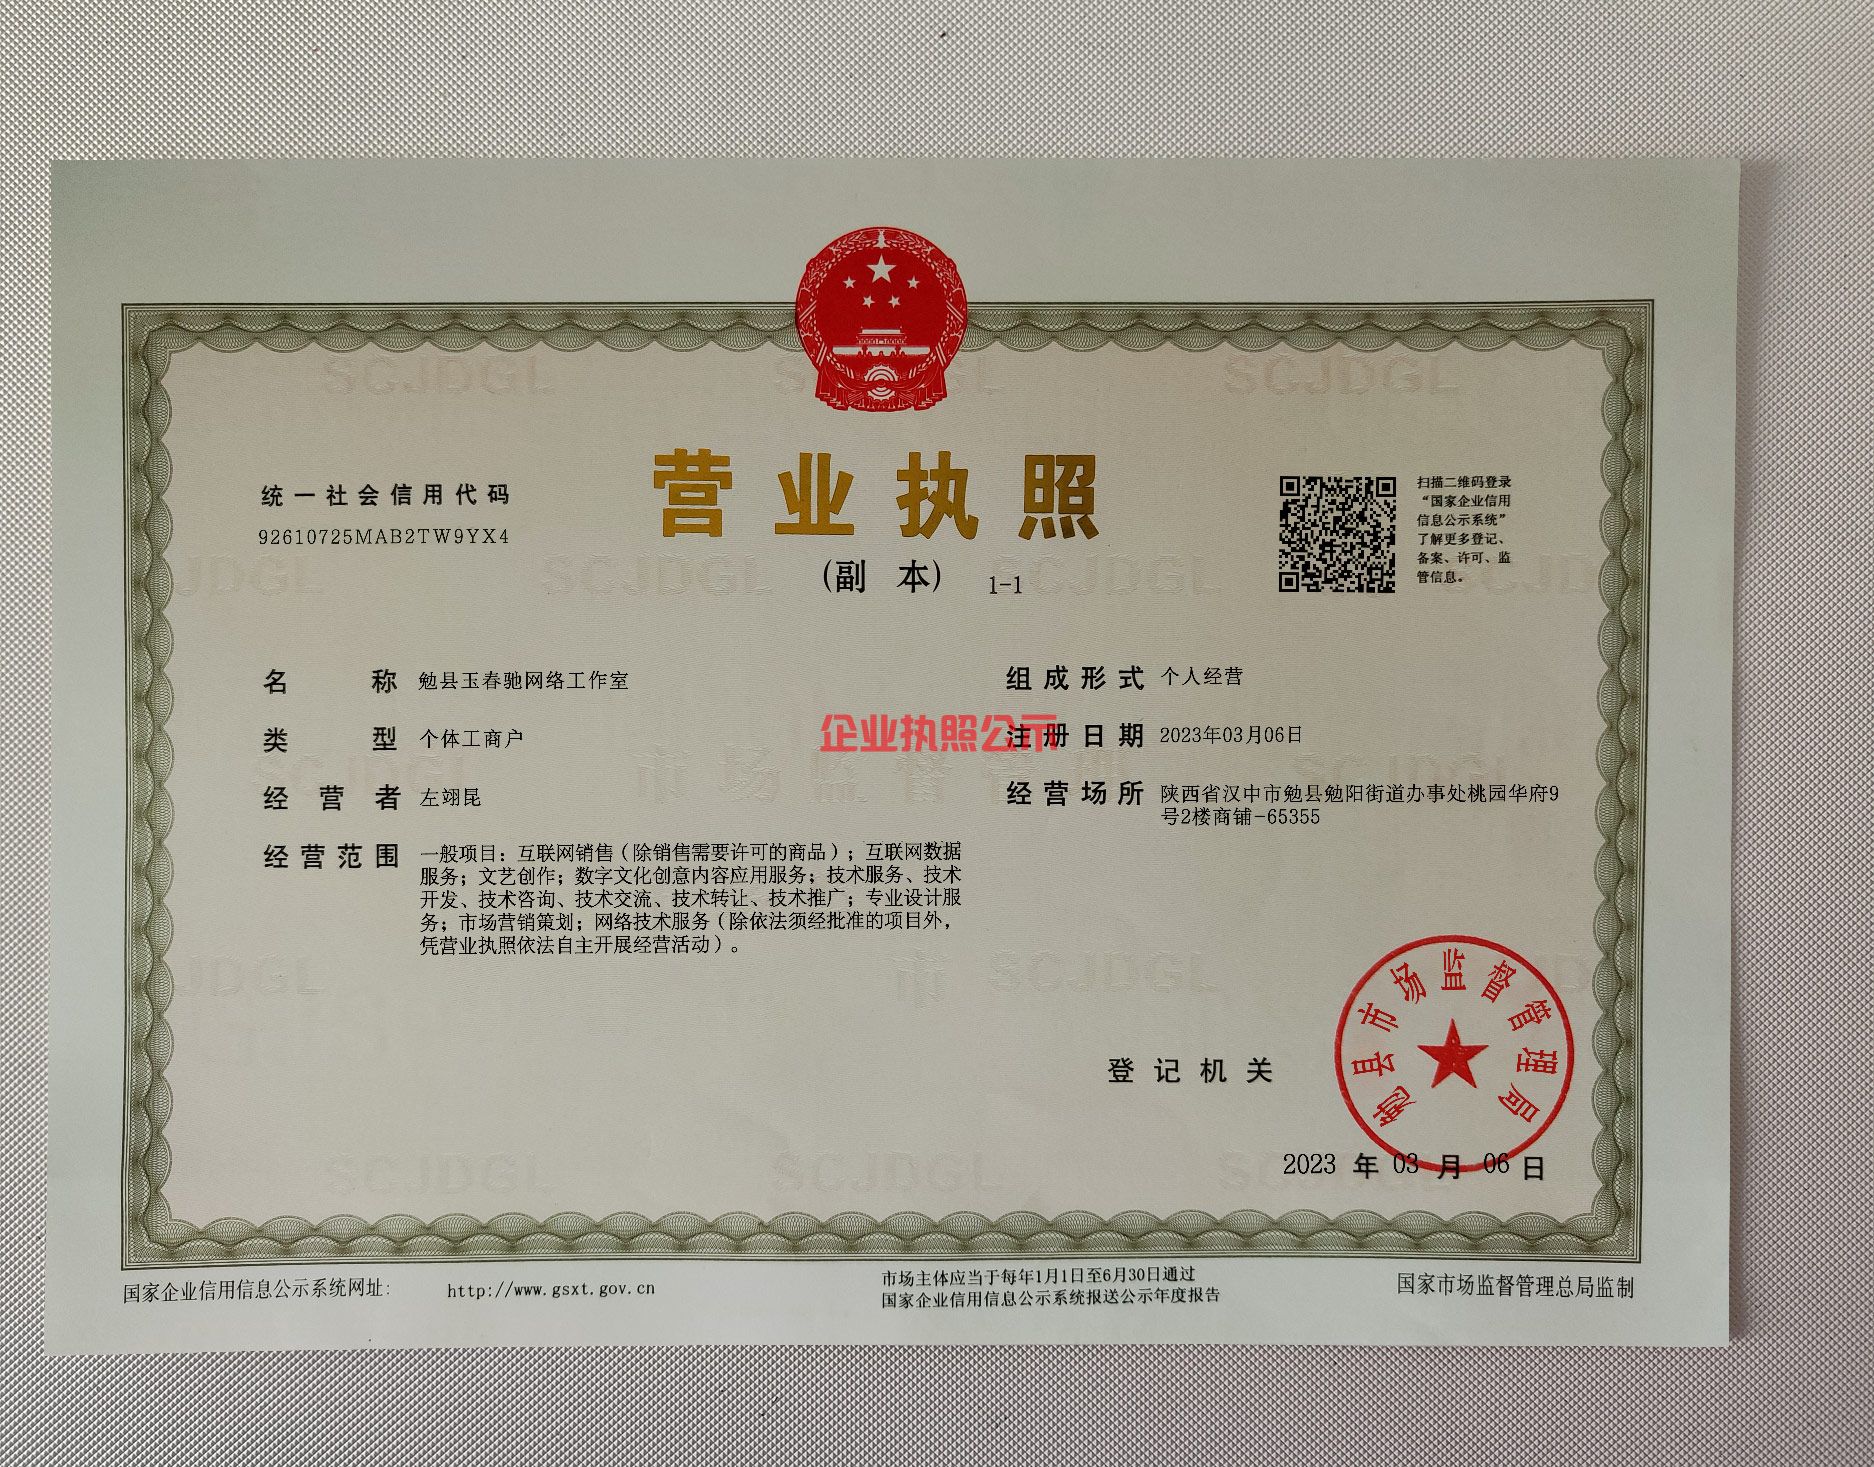 营业执照
(副 本) 1-1
统一社会信用代码
92610725MAB2TW9YX4
扫描二维码登录
“国家企业信用
信息公示系统”
了解更多登记、
备案、许可、监
管信息。
名 称 勉县玉春驰网络工作室
类 型 个体工商户
经 营 者 左翊昆
经营范围 一般项目：互联网销售（除销售需要许可的商品）；互联网数据
服务；文艺创作；数字文化创意内容应用服务；技术服务、技术
开发、技术咨询、技术交流、技术转让、技术推广；专业设计服
务；市场营销策划；网络技术服务（除依法须经批准的项目外，
凭营业执照依法自主开展经营活动）。
组成形式 个人经营
注册日期 2023年03月06日
经营场所 陕西省汉中市勉县勉阳街道办事处桃园华府9
号2楼商铺-65355
企业执照公示
登记机关
勉县市场监督管理局
2023 年 03 月 06 日
国家企业信用信息公示系统网址: http://www.gsxt.gov.cn
市场主体应当于每年1月1日至6月30日通过
国家企业信用信息公示系统报送公示年度报告
国家市场监督管理总局监制
SCJDGL
SCJDGL
SCJDGL
SCJDGL
SCJDGL
SCJDGL